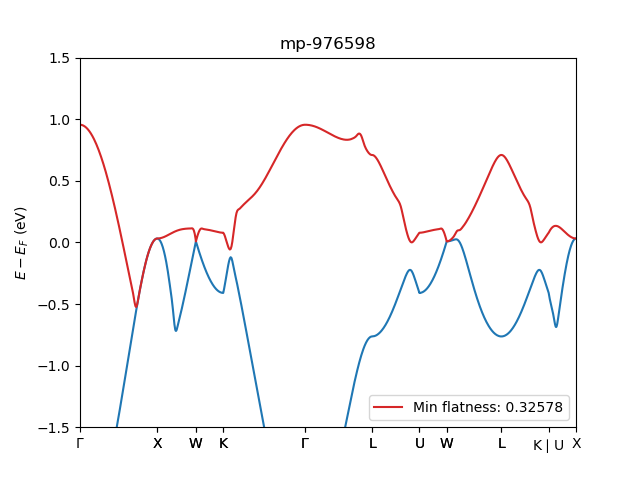 mp-976598
E − E_F (eV)
1.5
1.0
0.5
0.0
−0.5
−1.0
−1.5
Min flatness: 0.32578
Γ X W K Γ L U W L K | U X